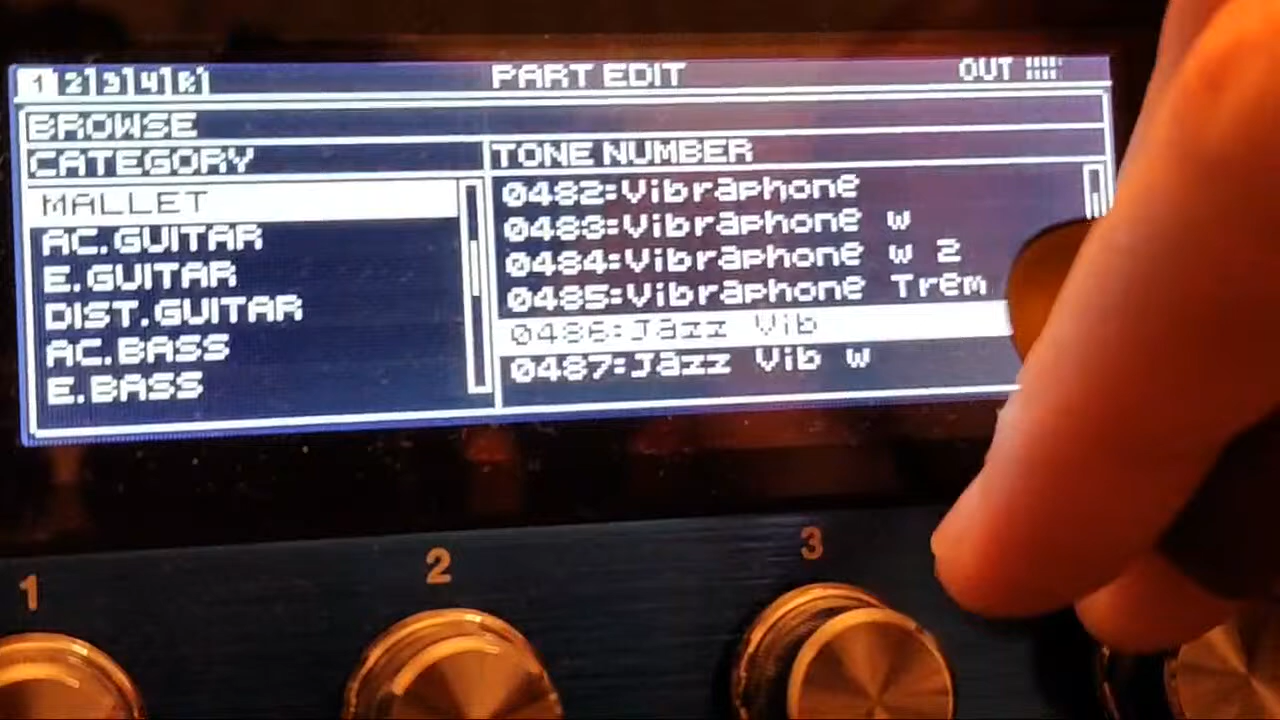 1 2 3 4 R PART EDIT OUT
BROWSE
CATEGORY TONE NUMBER
MALLET 0482:Vibraphone
AC.GUITAR 0483:Vibraphone w
E.GUITAR 0484:Vibraphone w 2
DIST.GUITAR 0485:Vibraphone Trem
AC.BASS 0486:Jazz Vib
E.BASS 0487:Jazz Vib w
1 2 3